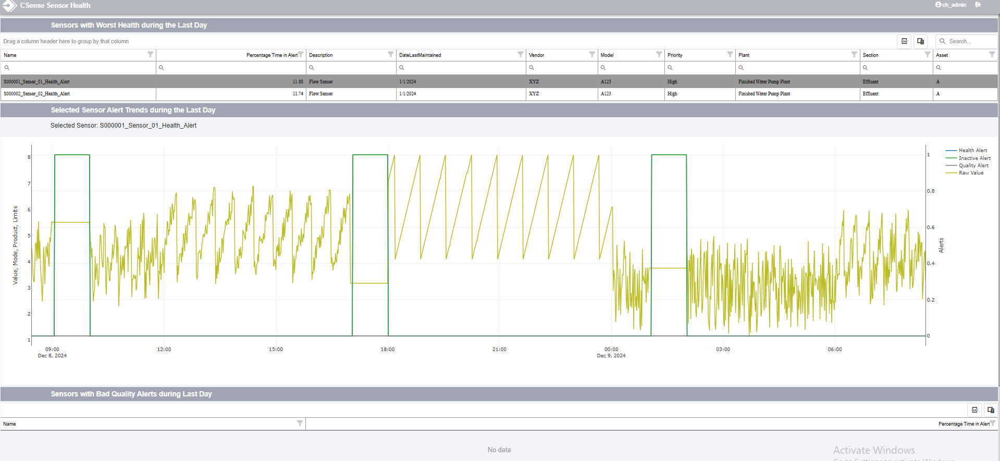 CSense Sensor Health
ch_admin
Sensors with Worst Health during the Last Day
Drag a column header here to group by that column
Search...
Name Percentage Time in Alert Description DateLastMaintained Vendor Model Priority Plant Section Asset
S000001_Sensor_01_Health_Alert 11.88 Flow Sensor 1/1/2024 XYZ A123 High Finished Water Pump Plant Effluent A
S000002_Sensor_02_Health_Alert 11.74 Flow Sensor 1/1/2024 XYZ A123 High Finished Water Pump Plant Effluent A
Selected Sensor Alert Trends during the Last Day
Selected Sensor: S000001_Sensor_01_Health_Alert
Value, Mode, Product, Limits
8
7
6
5
4
3
2
1
1
0.8
0.6
0.4
0.2
0
Alerts
Health Alert
Inactive Alert
Quality Alert
Raw Value
09:00 12:00 15:00 18:00 21:00 00:00 03:00 06:00
Dec 8, 2024 Dec 9, 2024
Sensors with Bad Quality Alerts during Last Day
Name Percentage Time in Alert
No data
Activate Windows
Go to Settings to activate Windows.